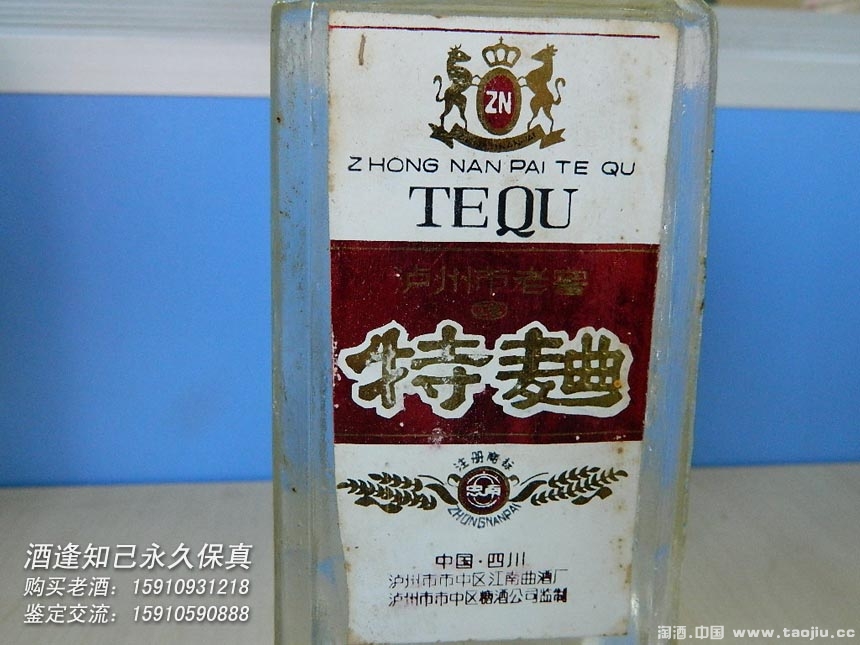 ZN
ZHONG NAN PAI TE QU
TEQU
泸州市老窖
特麯
注册商标
ZHONGNANPAI
中国·四川
泸州市市中区江南曲酒厂
泸州市市中区糖酒公司监制
酒逢知己永久保真
购买老酒：15910931218
鉴定交流：15910590888
淘酒.中国 www.taojiu.cc